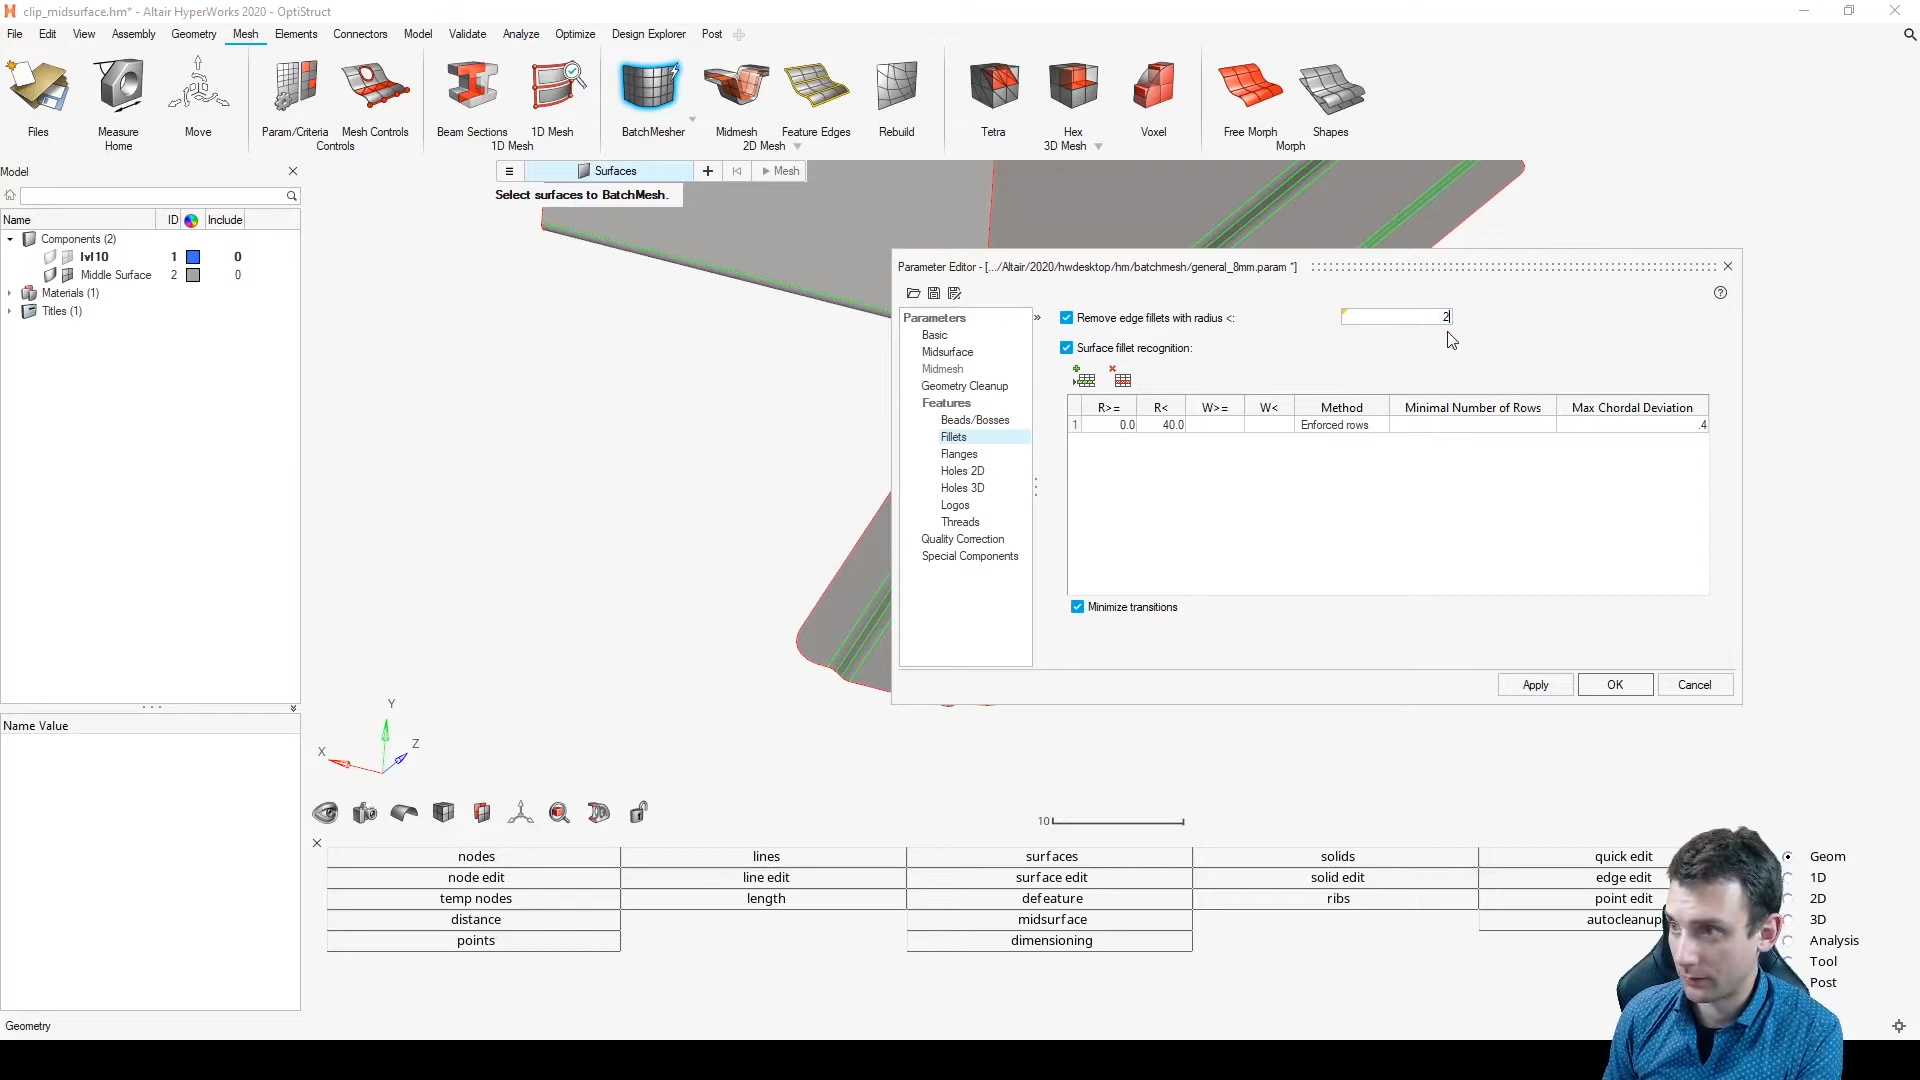 clip_midsurface.hm* - Altair HyperWorks 2020 - OptiStruct
File Edit View Assembly Geometry Mesh Elements Connectors Model Validate Analyze Optimize Design Explorer Post
Files Measure Move Param/Criteria Mesh Controls Beam Sections 1D Mesh BatchMesher Midmesh Feature Edges Rebuild Tetra Hex Voxel Free Morph Shapes
Home Controls 1D Mesh 2D Mesh 3D Mesh Morph
Model
Surfaces Mesh
Select surfaces to BatchMesh.
Name ID Include
Components (2)
lvl10 1 0
Middle Surface 2 0
Materials (1)
Titles (1)
Name Value
Parameter Editor - [.../Altair/2020/hwdesktop/hm/batchmesh/general_8mm.param *]
Parameters
Basic
Midsurface
Midmesh
Geometry Cleanup
Features
Beads/Bosses
Fillets
Flanges
Holes 2D
Holes 3D
Logos
Threads
Quality Correction
Special Components
Remove edge fillets with radius <: 2
Surface fillet recognition:
R>= R< W>= W< Method Minimal Number of Rows Max Chordal Deviation
1 0.0 40.0 Enforced rows .4
Minimize transitions
Apply OK Cancel
Y
Z
X
10
nodes lines surfaces solids quick edit Geom
node edit line edit surface edit solid edit edge edit 1D
temp nodes length defeature ribs point edit 2D
distance midsurface autocleanup 3D
points dimensioning Analysis
Tool
Post
Geometry